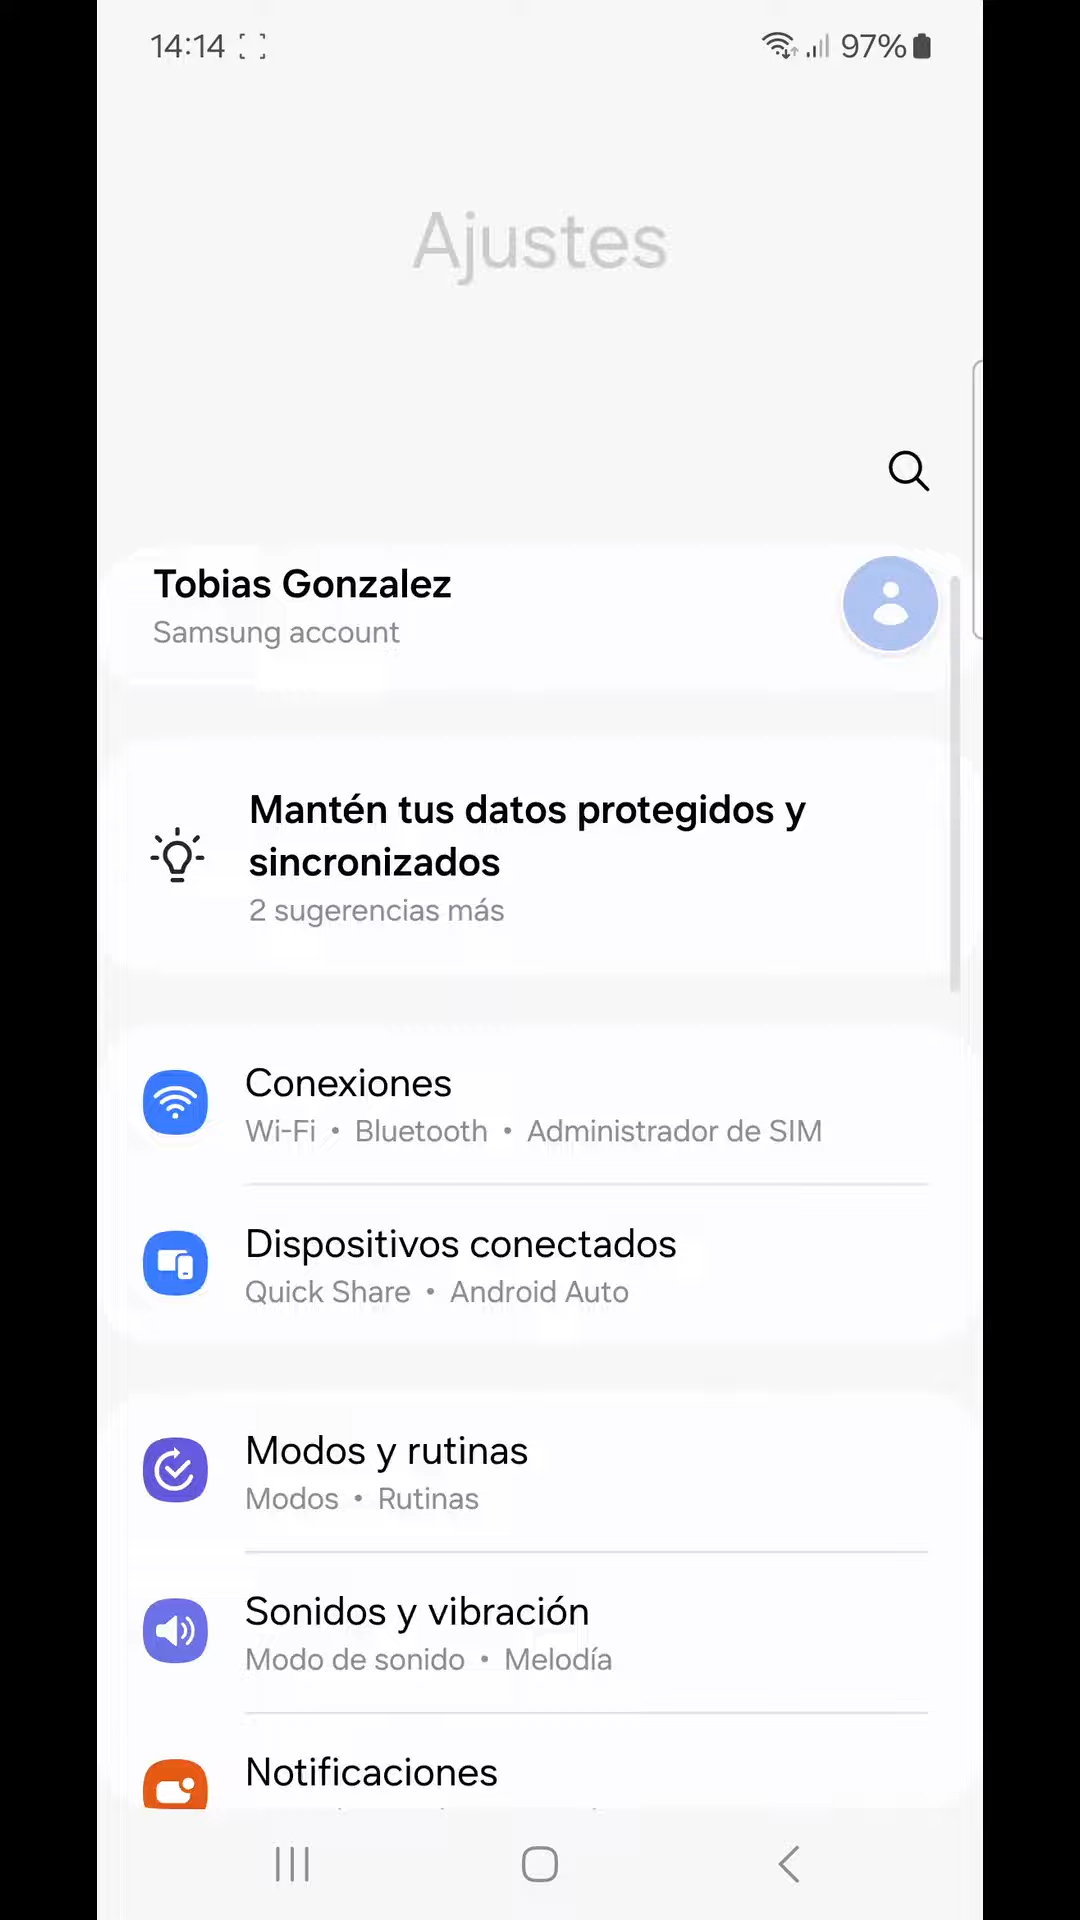 14:14 97%
Ajustes
Tobias Gonzalez
Samsung account
Mantén tus datos protegidos y
sincronizados
2 sugerencias más
Conexiones
Wi-Fi • Bluetooth • Administrador de SIM
Dispositivos conectados
Quick Share • Android Auto
Modos y rutinas
Modos • Rutinas
Sonidos y vibración
Modo de sonido • Melodía
Notificaciones